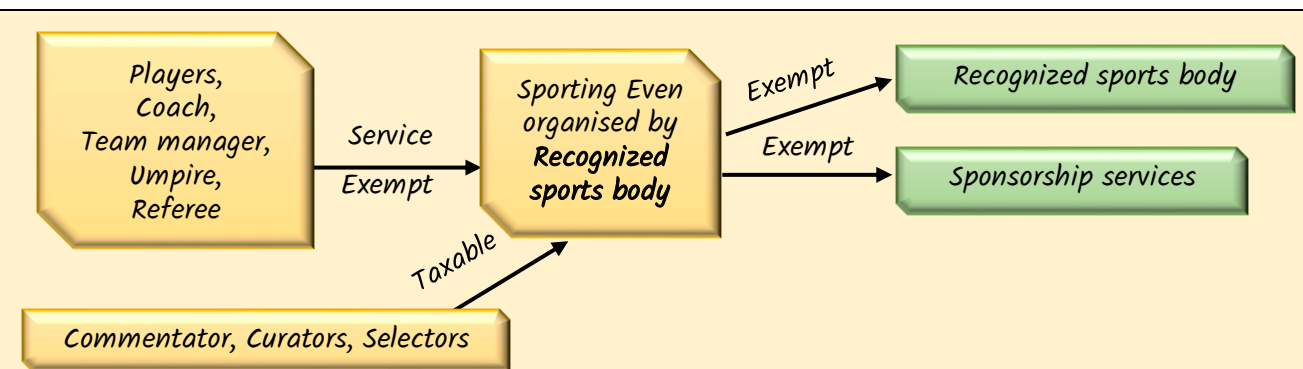 Players,
Coach,
Team manager,
Umpire,
Referee
Service
Exempt
Sporting Even
organised by
Recognized
sports body
Exempt
Recognized sports body
Exempt
Sponsorship services
Taxable
Commentator, Curators, Selectors